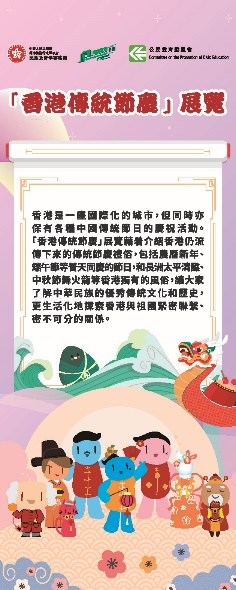 公民教育委員會
Committee on the Promotion of Civic Education
「香港傳統節慶」展覽
香港是一座國際化的城市，但同時亦
保有各種中國傳統節日的慶祝活動。
「香港傳統節慶」展覽藉着介紹香港仍流
傳下來的傳統節慶禮俗，包括農曆新年、
端午節等普天同慶的節日，和長洲太平清醮、
中秋節舞火龍等香港獨有的風俗，讓大家
了解中華民族的優秀傳統文化和歷史，
更生活化地探索香港與祖國緊密聯繫、
密不可分的關係。